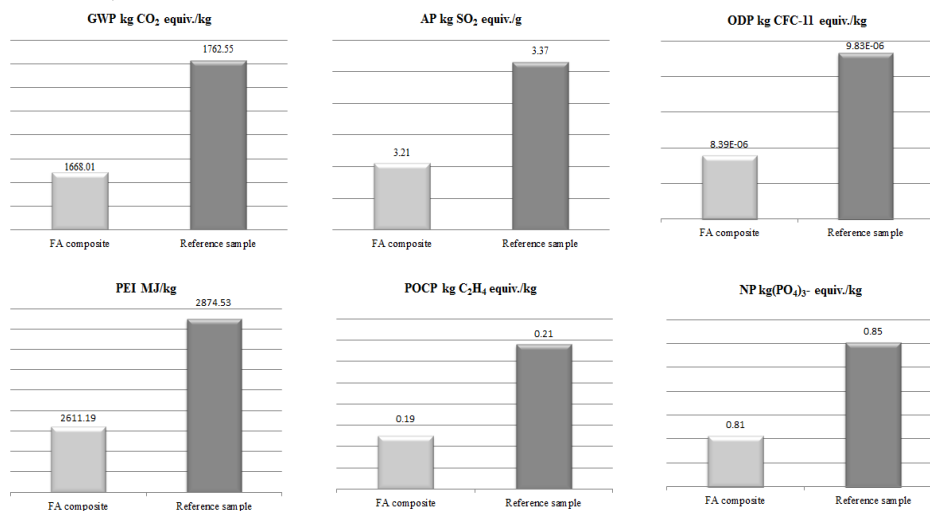 GWP kg CO₂ equiv./kg
1762.55
1668.01
FA composite Reference sample
AP kg SO₂ equiv./g
3.37
3.21
FA composite Reference sample
ODP kg CFC-11 equiv./kg
9.83E-06
8.39E-06
FA composite Reference sample
PEI MJ/kg
2874.53
2611.19
FA composite Reference sample
POCP kg C₂H₄ equiv./kg
0.21
0.19
FA composite Reference sample
NP kg(PO₄)₃- equiv./kg
0.85
0.81
FA composite Reference sample